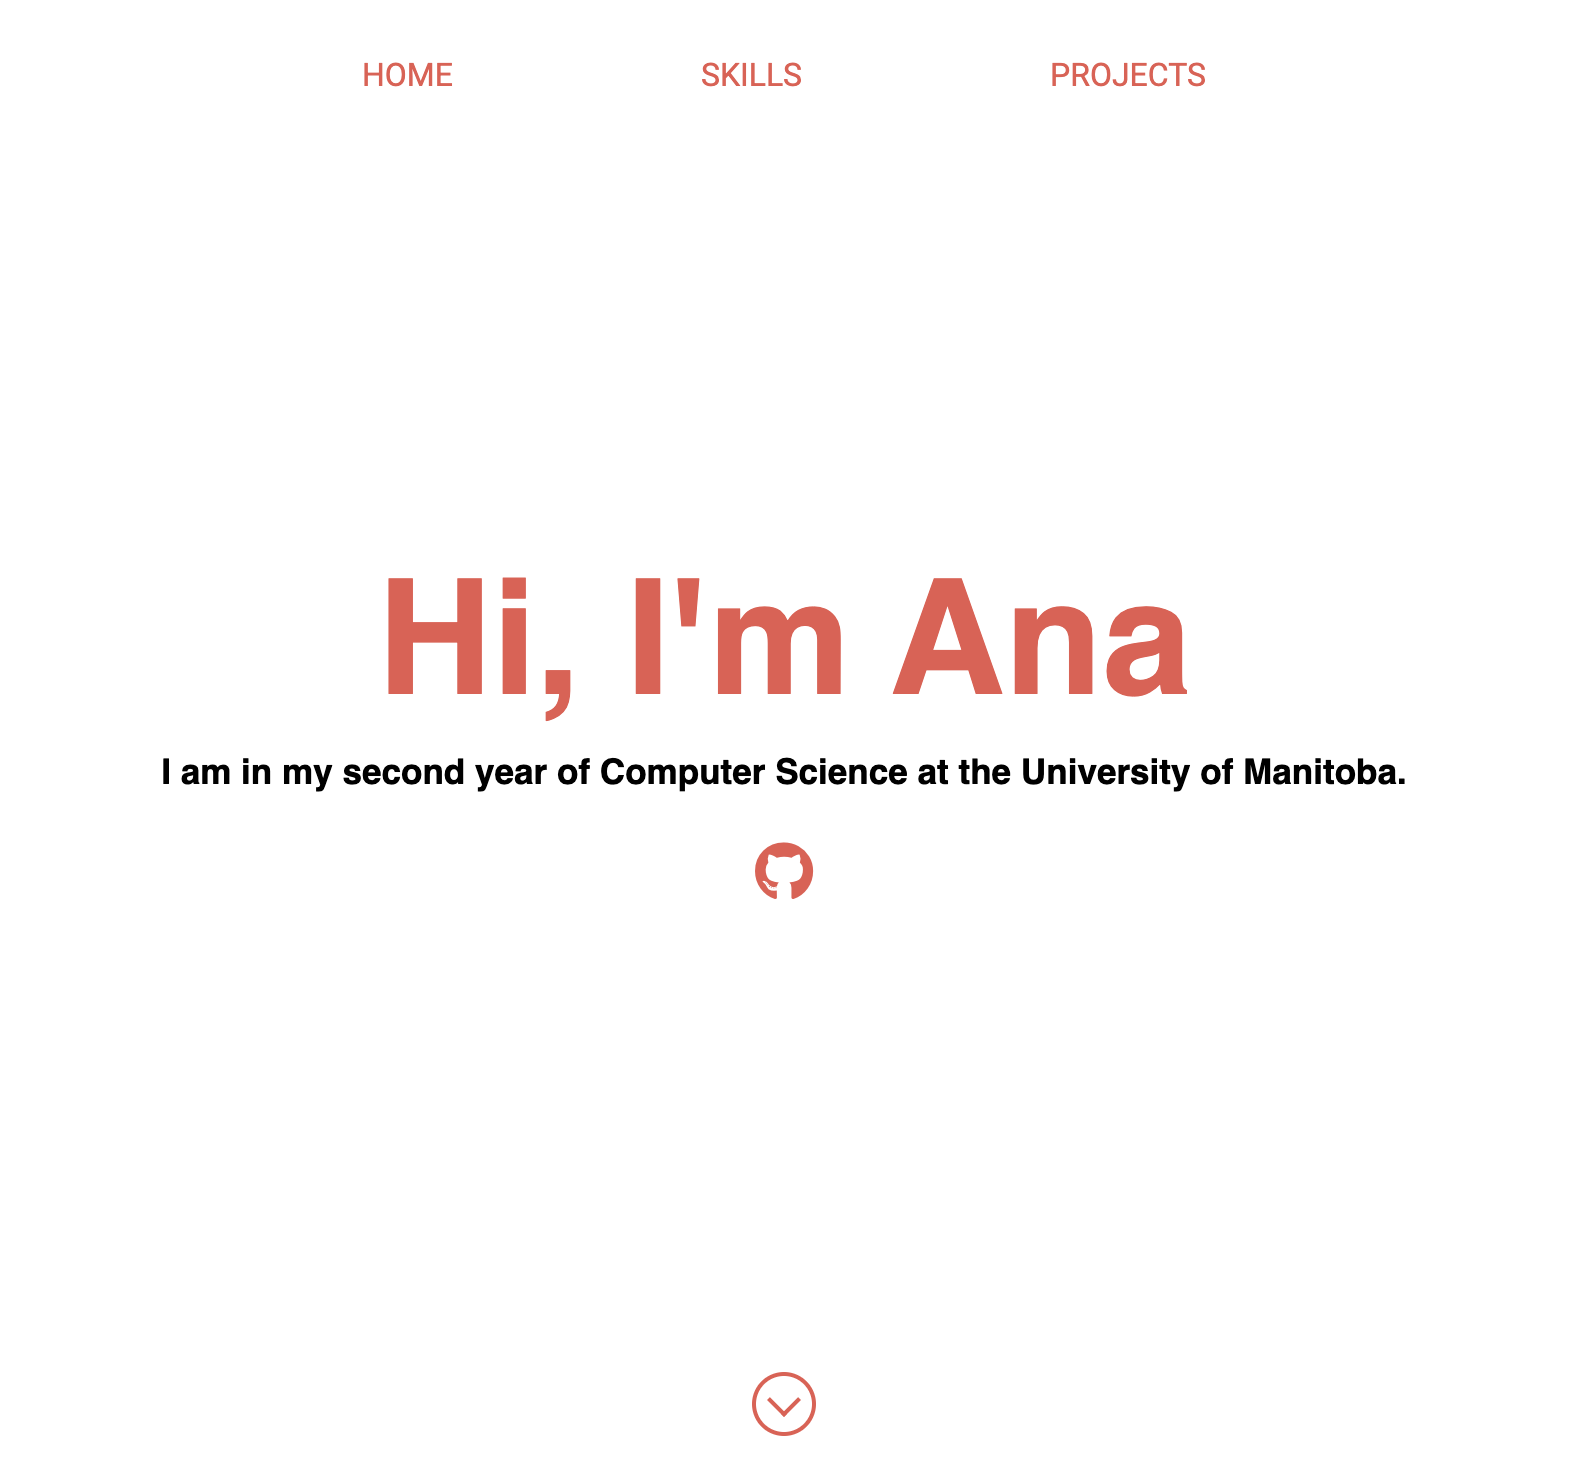 HOME SKILLS PROJECTS
Hi, I'm Ana
I am in my second year of Computer Science at the University of Manitoba.